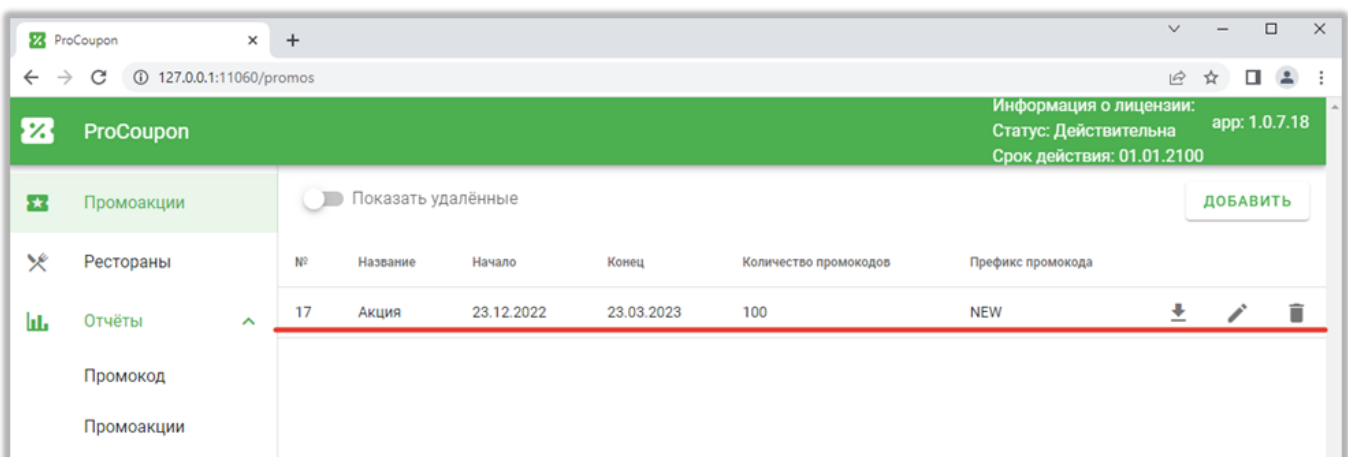 ProCoupon
127.0.0.1:11060/promos
ProCoupon
Информация о лицензии:
Статус: Действительна
Срок действия: 01.01.2100
app: 1.0.7.18
Промоакции
Рестораны
Отчёты
Промокод
Промоакции
Показать удалённые
ДОБАВИТЬ
№ Название Начало Конец Количество промокодов Префикс промокода
17 Акция 23.12.2022 23.03.2023 100 NEW